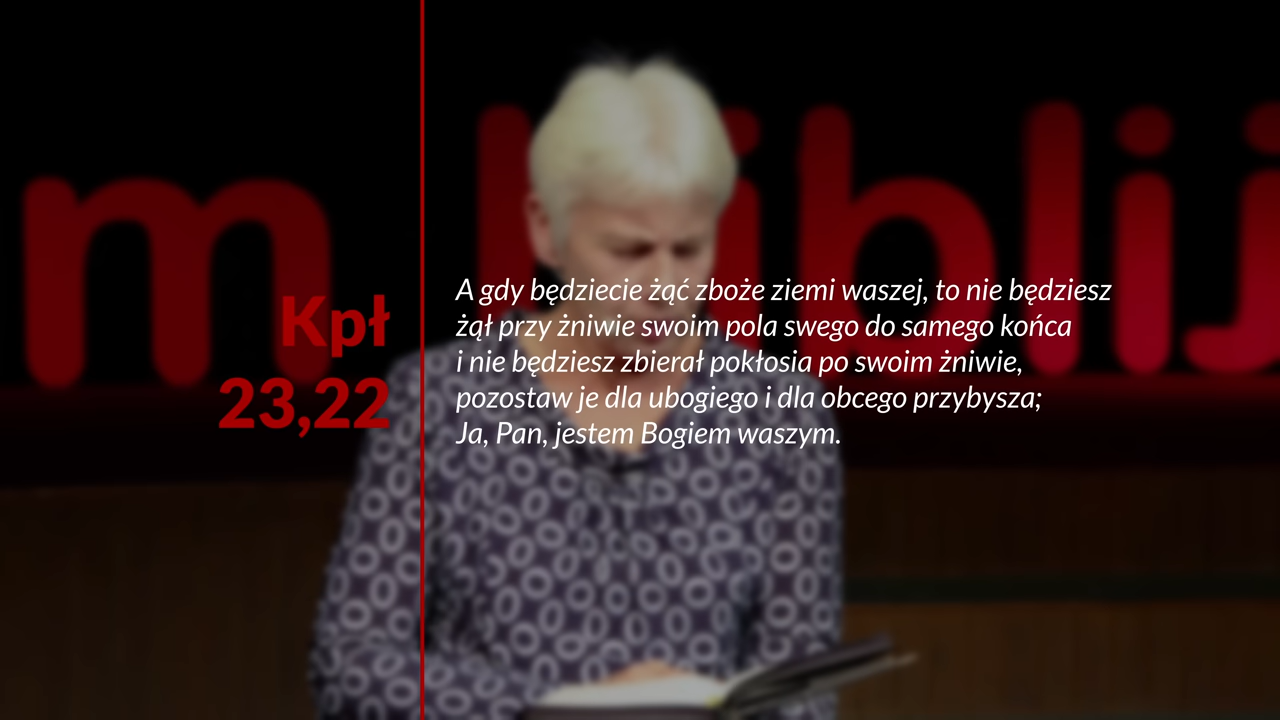 m Biblij
Kpł
23,22
A gdy będziecie żąć zboże ziemi waszej, to nie będziesz
żął przy żniwie swoim pola swego do samego końca
i nie będziesz zbierał pokłosia po swoim żniwie,
pozostaw je dla ubogiego i dla obcego przybysza;
Ja, Pan, jestem Bogiem waszym.